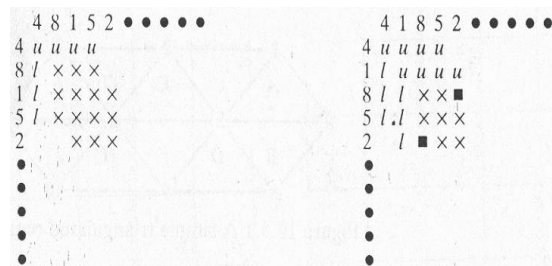 4 8 1 5 2 ● ● ● ● ●
4 u u u u
8 l × × ×
1 l × × × ×
5 l × × × ×
2 × × ×
●
●
●
●
●
4 1 8 5 2 ● ● ● ● ●
4 u u u u
1 l u u u u
8 l l × × ■
5 l l × × ×
2 l ■ × ×
●
●
●
●
●